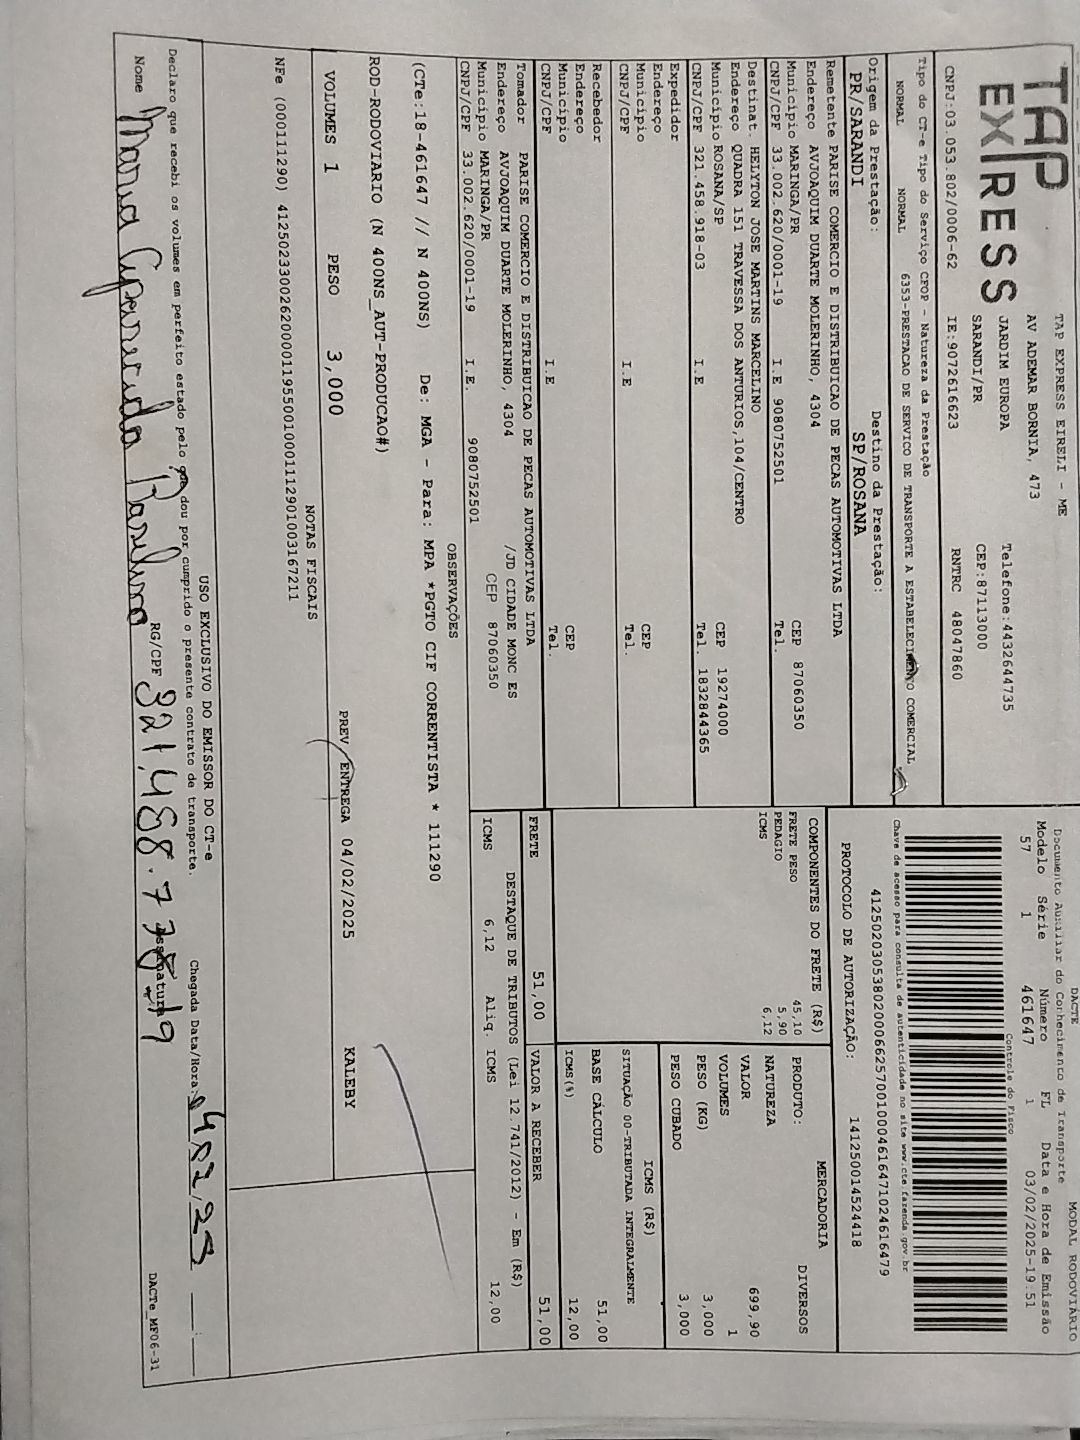 TAP
EXPRESS
TAP EXPRESS EIRELI - ME
AV ADEMAR BORNIA, 473
JARDIM EUROPA
Telefone:4432644735
SARANDI/PR
CEP:87113000
CNPJ:03.053.802/0006-62 IE:9072616623 RNTRC 48047860
DACTE
MODAL RODOVIÁRIO
Documento Auxiliar do Conhecimento de Transporte
Modelo Série Número FL Data e Hora de Emissão
57 1 461647 1 03/02/2025-19:51
Controle do Fisco
Chave de acesso para consulta de autenticidade no site www.cte.fazenda.gov.br
41250203053802000662570010004616471024616479
PROTOCOLO DE AUTORIZAÇÃO: 141250014524418
Tipo do CT-e Tipo do Serviço CFOP - Natureza da Prestação
NORMAL NORMAL 6353-PRESTACAO DE SERVICO DE TRANSPORTE A ESTABELECIMENTO COMERCIAL
Origem da Prestação: Destino da Prestação:
PR/SARANDI SP/ROSANA
Remetente PARISE COMERCIO E DISTRIBUICAO DE PECAS AUTOMOTIVAS LTDA
Endereço AVJOAQUIM DUARTE MOLERINHO, 4304
Município MARINGA/PR CEP 87060350
CNPJ/CPF 33.002.620/0001-19 I.E 9080752501 Tel.
Destinat. HELYTON JOSE MARTINS MARCELINO
Endereço QUADRA 151 TRAVESSA DOS ANTURIOS,104/CENTRO
Município ROSANA/SP CEP 19274000
CNPJ/CPF 321.458.918-03 I.E Tel. 1832844365
Expedidor
Endereço
Município CEP
CNPJ/CPF I.E Tel.
Recebedor
Endereço
Município CEP
CNPJ/CPF I.E Tel.
Tomador PARISE COMERCIO E DISTRIBUICAO DE PECAS AUTOMOTIVAS LTDA
Endereço AVJOAQUIM DUARTE MOLERINHO, 4304 /JD CIDADE MONC ES
Município MARINGA/PR CEP 87060350
CNPJ/CPF 33.002.620/0001-19 I.E. 9080752501
COMPONENTES DO FRETE (R$)
FRETE PESO 45,10
PEDAGIO 5,90
ICMS 6,12
MERCADORIA
PRODUTO: DIVERSOS
NATUREZA
VALOR 699,90
VOLUMES 1
PESO (KG) 3,000
PESO CUBADO 3,000
ICMS (R$)
SITUAÇÃO 00-TRIBUTADA INTEGRALMENTE
BASE CÁLCULO 51,00
ICMS(%) 12,00
FRETE 51,00 VALOR A RECEBER 51,00
DESTAQUE DE TRIBUTOS (Lei 12.741/2012) - Em (R$)
ICMS 6,12 Aliq. ICMS 12,00
OBSERVAÇÕES
(CTe:18-461647 // N 400NS) De: MGA - Para: MPA *PGTO CIF CORRENTISTA * 111290
ROD-RODOVIARIO (N 400NS_AUT-PRODUCAO#)
KALEBY
VOLUMES 1 PESO 3,000 PREV ENTREGA 04/02/2025
NOTAS FISCAIS
NFe (000111290) 41250233002620000119550010001112901003167211
USO EXCLUSIVO DO EMISSOR DO CT-e
Declaro que recebi os volumes em perfeito estado pelo que dou por cumprido o presente contrato de transporte.
Chegada Data/Hora:
Nome Maria Aparecida RG/CPF Assinatura
DACTe_MF06-31